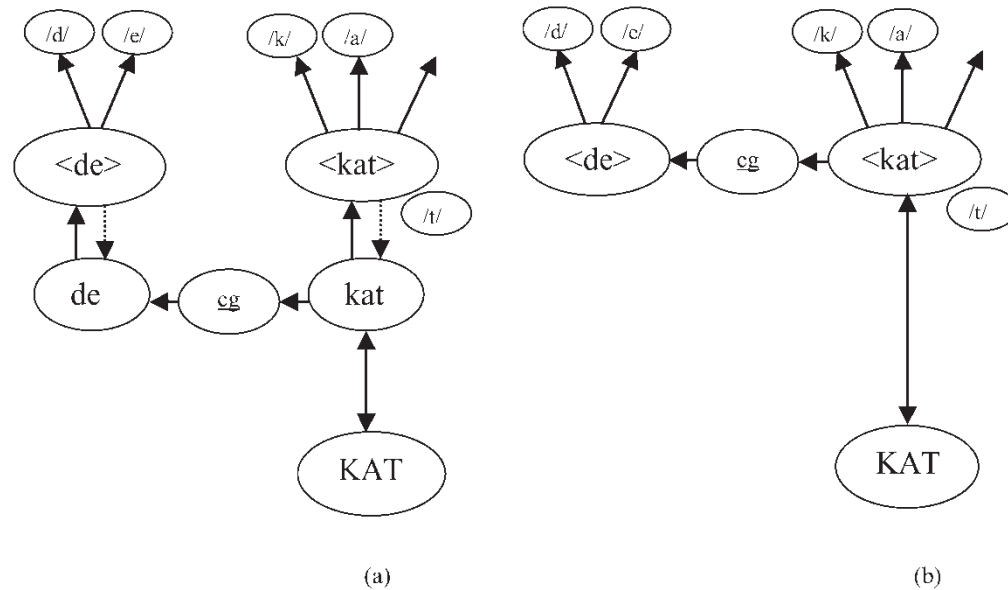 /d/ /e/ /k/ /a/ /d/ /e/ /k/ /a/
<de> <kat> <de> cg <kat>
/t/ /t/
de cg kat
KAT KAT
(a) (b)